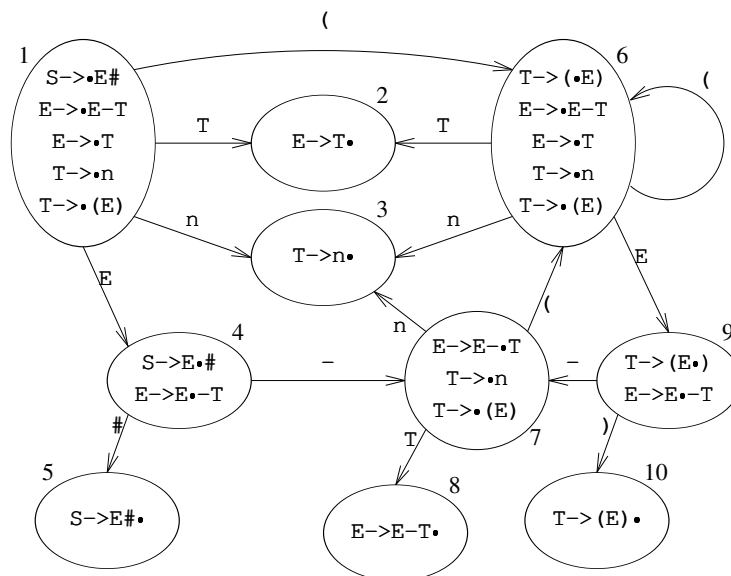 (
1
S->•E#
E->•E-T
E->•T
T->•n
T->•(E)
6
T->(•E)
E->•E-T
E->•T
T->•n
T->•(E)
(
2
E->T•
T
T
3
T->n•
n
n
E
E
n
(
4
S->E•#
E->E•-T
-
7
E->E-•T
T->•n
T->•(E)
-
9
T->(E•)
E->E•-T
#
T
)
5
S->E#•
8
E->E-T•
10
T->(E)•